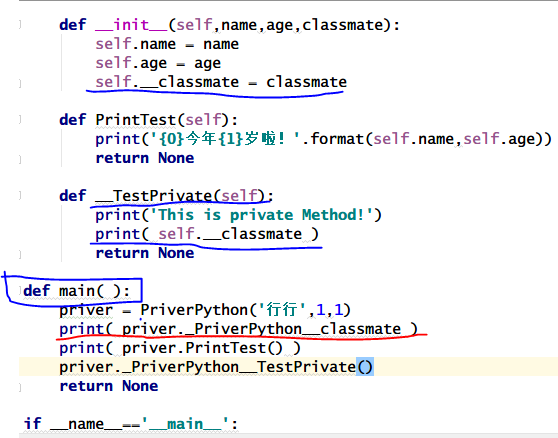 def __init__(self,name,age,classmate):
self.name = name
self.age = age
self.__classmate = classmate
def PrintTest(self):
print('{0}今年{1}岁啦! '.format(self.name,self.age))
return None
def __TestPrivate(self):
print('This is private Method!')
print( self.__classmate )
return None
def main( ):
priver = PriverPython('行行',1,1)
print( priver._PriverPython__classmate )
print( priver.PrintTest() )
priver._PriverPython__TestPrivate()
return None
if __name__=='__main__':